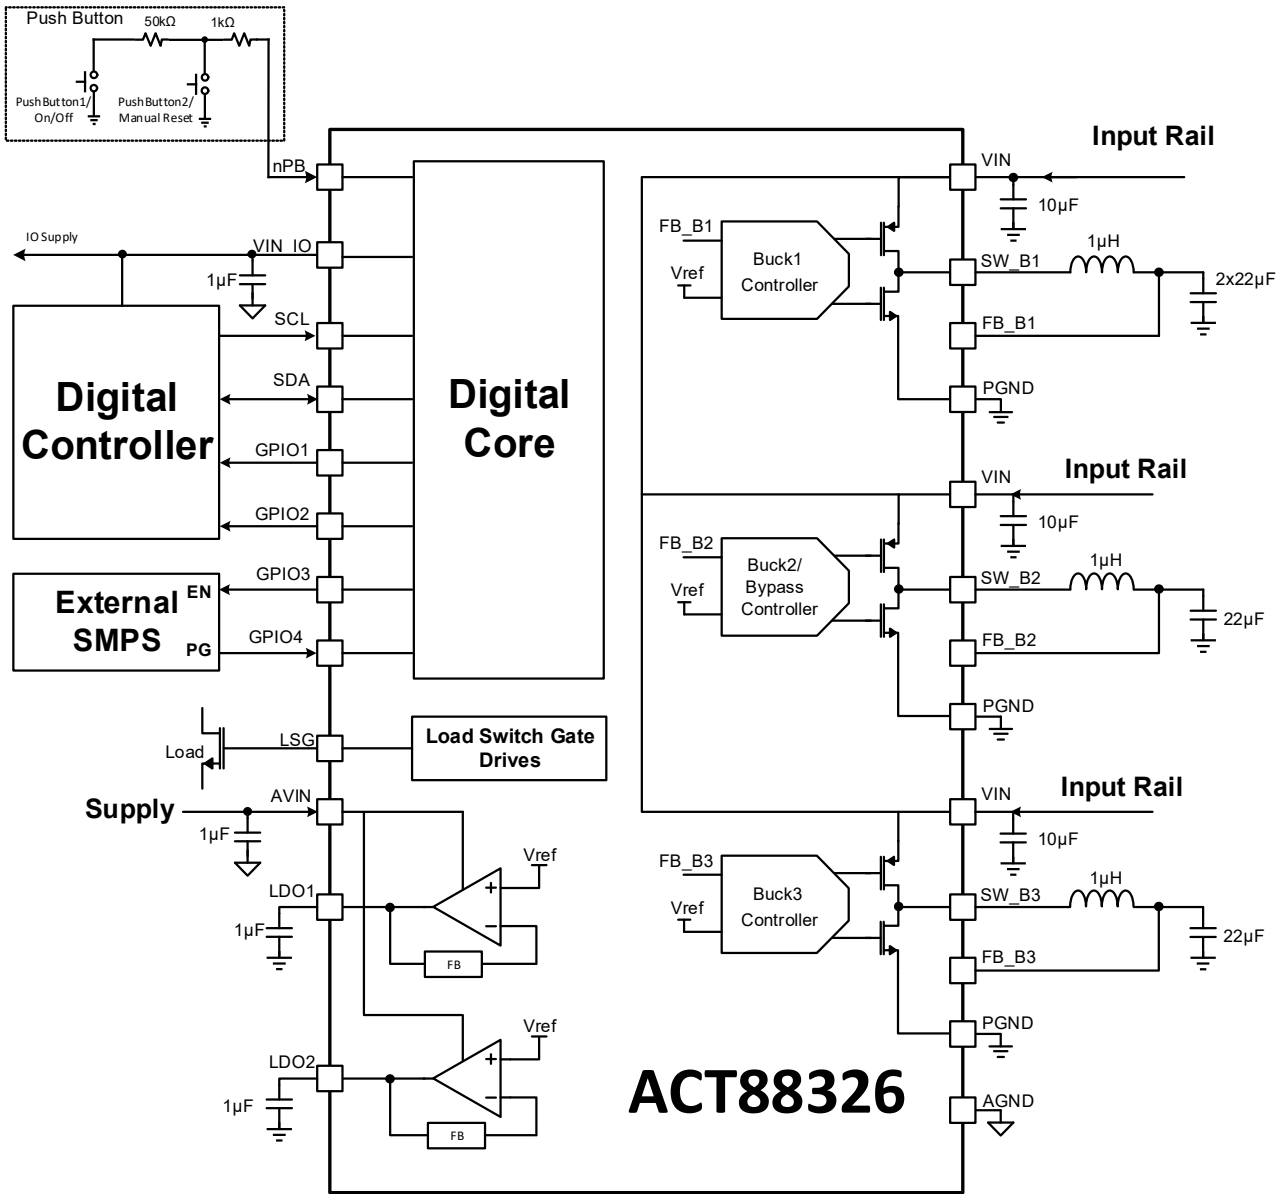 Push Button
50kΩ
1kΩ
PushButton1/
On/Off
PushButton2/
Manual Reset
nPB
IO Supply
VIN_IO
1µF
SCL
SDA
GPIO1
GPIO2
GPIO3
GPIO4
Digital
Controller
External
SMPS
EN
PG
Digital
Core
LSG
Load
Load Switch Gate
Drives
Supply
AVIN
1µF
LDO1
1µF
Vref
+
−
FB
LDO2
1µF
Vref
+
−
FB
Input Rail
VIN
10µF
FB_B1
Vref
Buck1
Controller
SW_B1
1µH
2x22µF
FB_B1
PGND
Input Rail
VIN
10µF
FB_B2
Vref
Buck2/
Bypass
Controller
SW_B2
1µH
22µF
FB_B2
PGND
Input Rail
VIN
10µF
FB_B3
Vref
Buck3
Controller
SW_B3
1µH
22µF
FB_B3
PGND
AGND
ACT88326